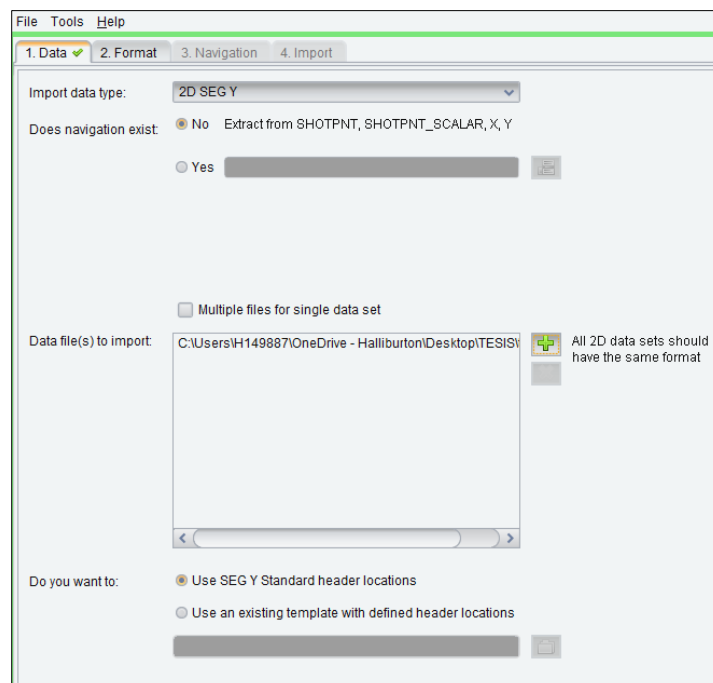 File Tools Help
1. Data 2. Format 3. Navigation 4. Import
Import data type: 2D SEG Y
Does navigation exist: No Extract from SHOTPNT, SHOTPNT_SCALAR, X, Y
Yes
Multiple files for single data set
Data file(s) to import: C:\Users\H149887\OneDrive - Halliburton\Desktop\TESIS\ All 2D data sets should
have the same format
Do you want to: Use SEG Y Standard header locations
Use an existing template with defined header locations